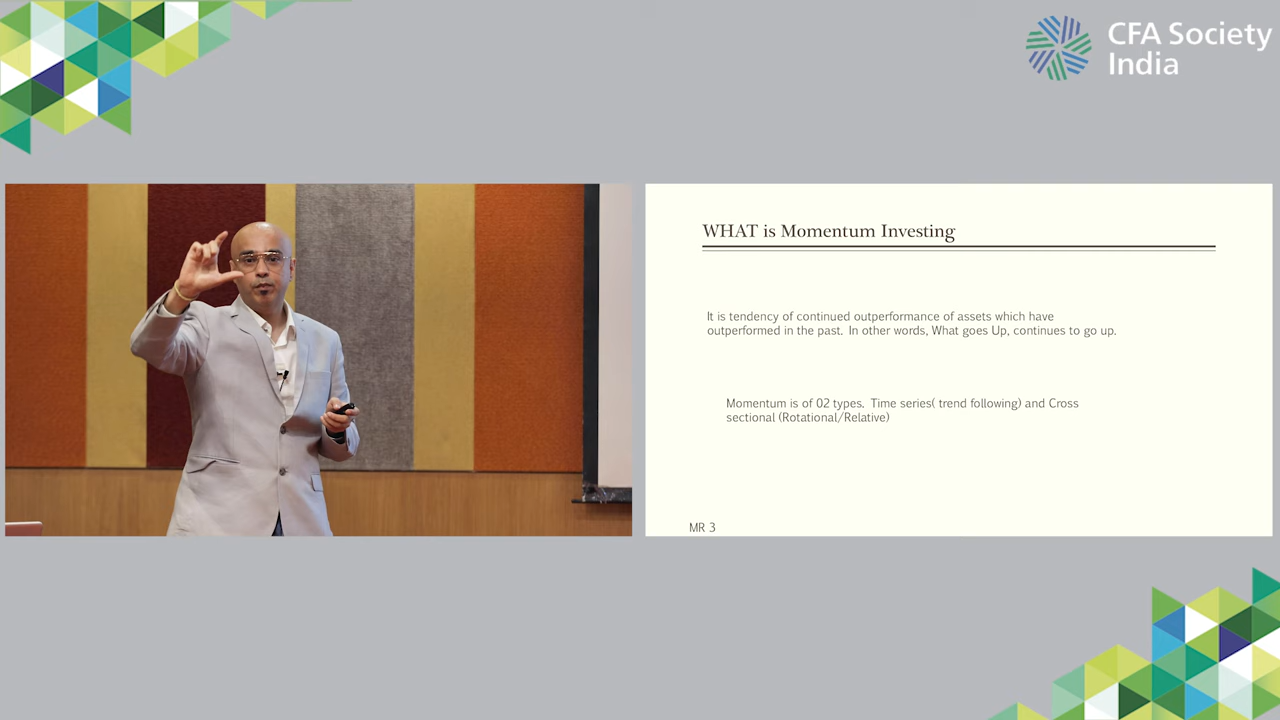 CFA Society
India
WHAT is Momentum Investing
It is tendency of continued outperformance of assets which have
outperformed in the past. In other words, What goes Up, continues to go up.
Momentum is of 02 types. Time series( trend following) and Cross
sectional (Rotational/Relative)
MR 3